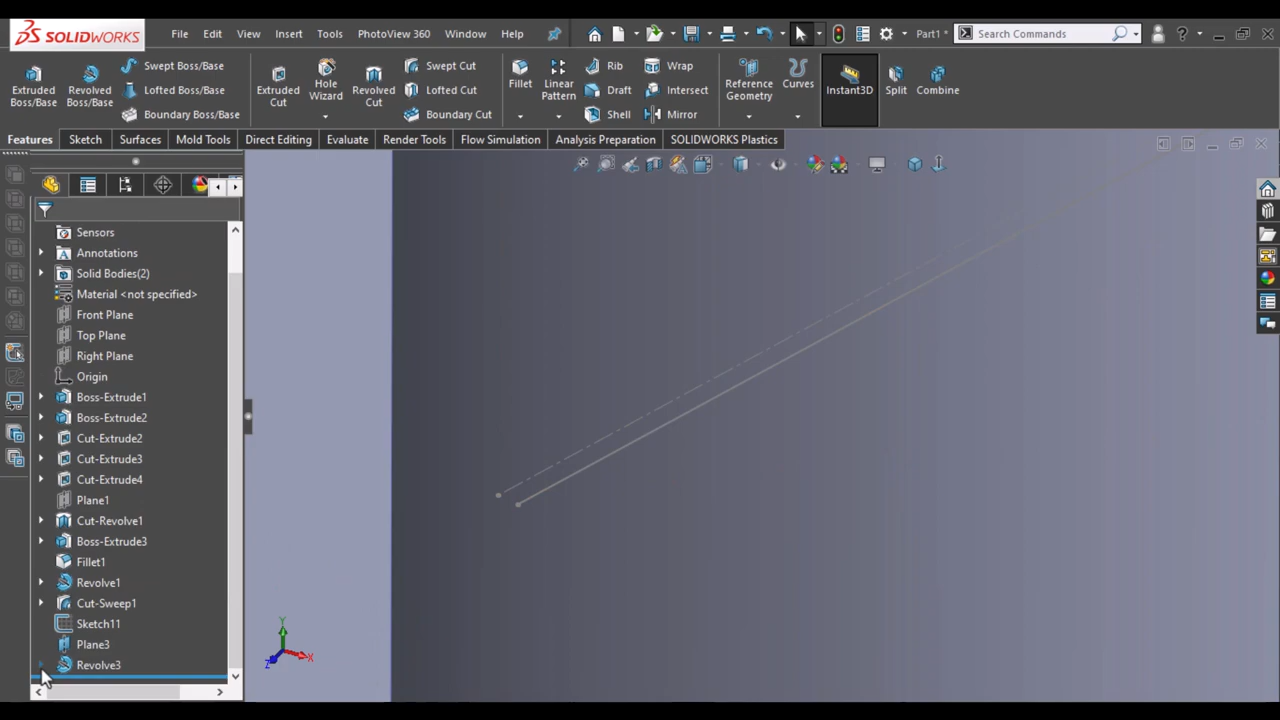 SOLIDWORKS File Edit View Insert Tools PhotoView 360 Window Help Part1 * Search Commands
Extruded Boss/Base Revolved Boss/Base Swept Boss/Base Lofted Boss/Base Boundary Boss/Base Extruded Cut Hole Wizard Revolved Cut Swept Cut Lofted Cut Boundary Cut Fillet Linear Pattern Rib Draft Shell Wrap Intersect Mirror Reference Geometry Curves Instant3D Split Combine
Features Sketch Surfaces Mold Tools Direct Editing Evaluate Render Tools Flow Simulation Analysis Preparation SOLIDWORKS Plastics
Sensors
Annotations
Solid Bodies(2)
Material <not specified>
Front Plane
Top Plane
Right Plane
Origin
Boss-Extrude1
Boss-Extrude2
Cut-Extrude2
Cut-Extrude3
Cut-Extrude4
Plane1
Cut-Revolve1
Boss-Extrude3
Fillet1
Revolve1
Cut-Sweep1
Sketch11
Plane3
Revolve3
Y
Z X